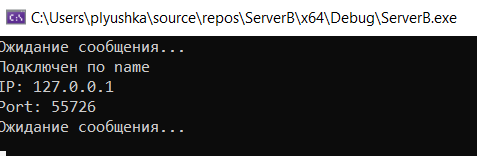 C:\Users\plyushka\source\repos\ServerB\x64\Debug\ServerB.exe
Ожидание сообщения...
Подключен по name
IP: 127.0.0.1
Port: 55726
Ожидание сообщения...